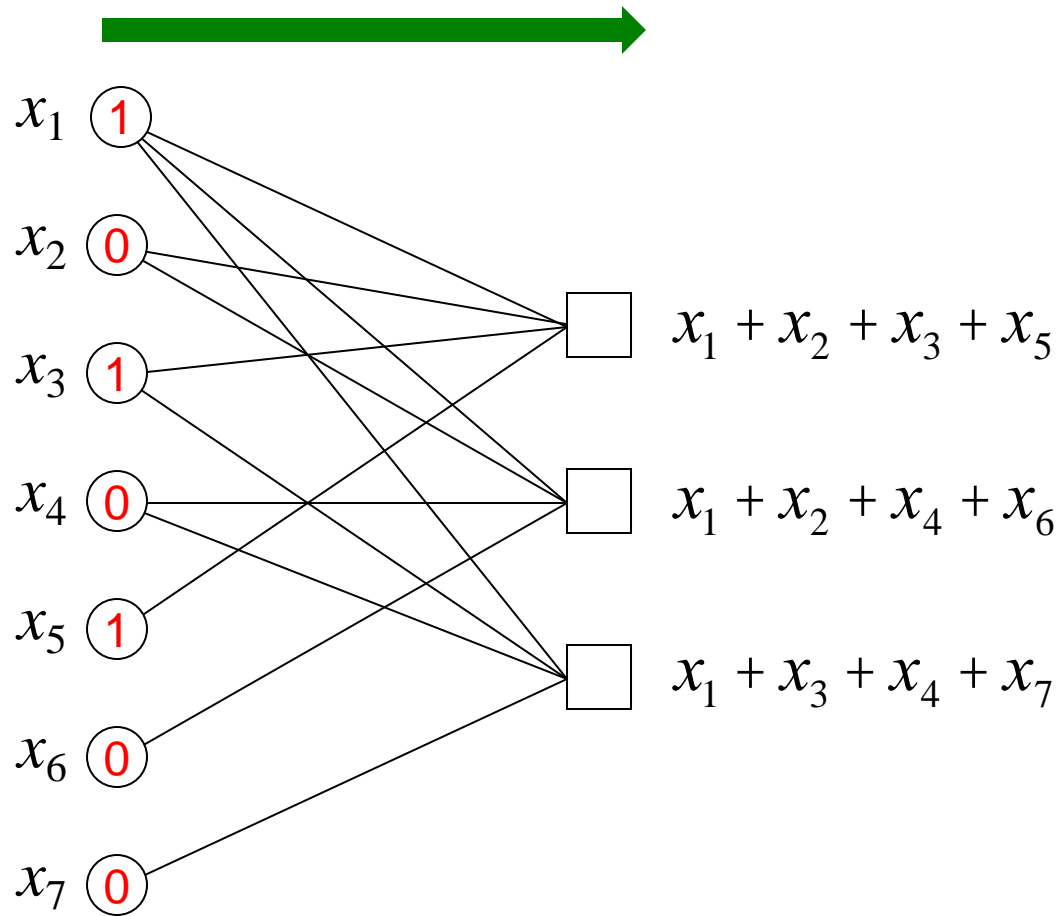 x₁ 1
x₂ 0
x₁ + x₂ + x₃ + x₅
x₃ 1
x₄ 0
x₁ + x₂ + x₄ + x₆
x₅ 1
x₁ + x₃ + x₄ + x₇
x₆ 0
x₇ 0